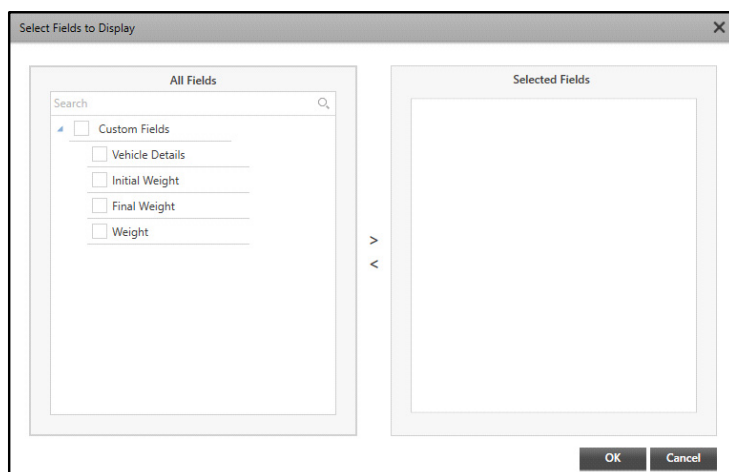 Select Fields to Display
All Fields
Search
Custom Fields
Vehicle Details
Initial Weight
Final Weight
Weight
>
<
Selected Fields
OK
Cancel